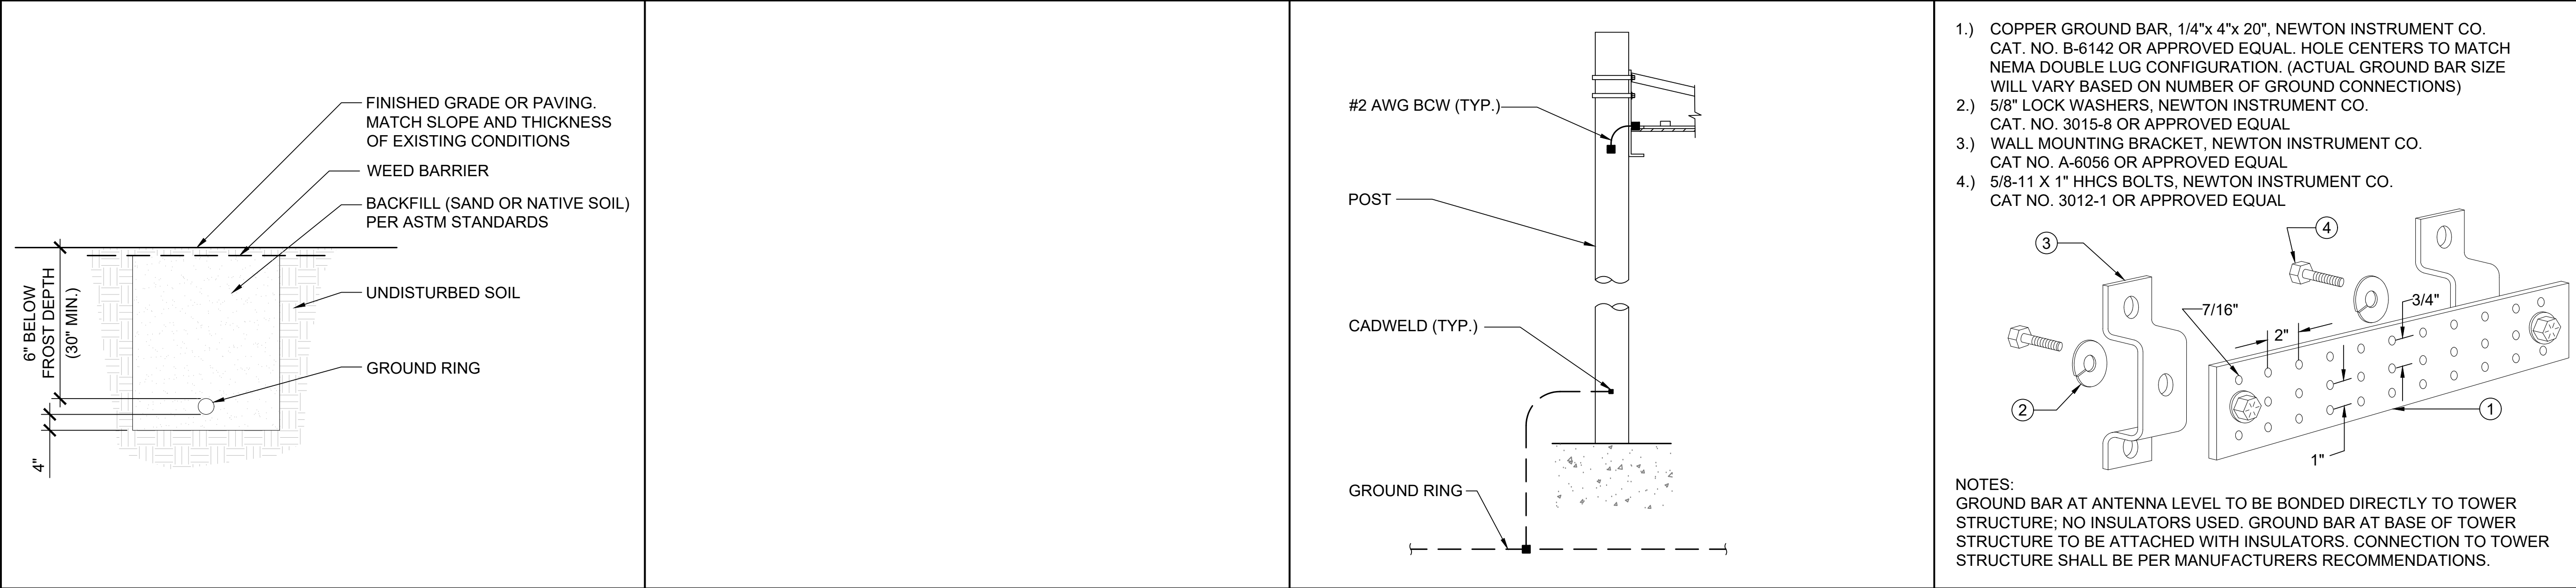 FINISHED GRADE OR PAVING.
MATCH SLOPE AND THICKNESS
OF EXISTING CONDITIONS
WEED BARRIER
BACKFILL (SAND OR NATIVE SOIL)
PER ASTM STANDARDS
UNDISTURBED SOIL
GROUND RING
6" BELOW
FROST DEPTH
(30" MIN.)
4"
#2 AWG BCW (TYP.)
POST
CADWELD (TYP.)
GROUND RING
1.) COPPER GROUND BAR, 1/4"x 4"x 20", NEWTON INSTRUMENT CO.
CAT. NO. B-6142 OR APPROVED EQUAL. HOLE CENTERS TO MATCH
NEMA DOUBLE LUG CONFIGURATION. (ACTUAL GROUND BAR SIZE
WILL VARY BASED ON NUMBER OF GROUND CONNECTIONS)
2.) 5/8" LOCK WASHERS, NEWTON INSTRUMENT CO.
CAT. NO. 3015-8 OR APPROVED EQUAL
3.) WALL MOUNTING BRACKET, NEWTON INSTRUMENT CO.
CAT NO. A-6056 OR APPROVED EQUAL
4.) 5/8-11 X 1" HHCS BOLTS, NEWTON INSTRUMENT CO.
CAT NO. 3012-1 OR APPROVED EQUAL
4
3
7/16"
3/4"
2"
2
1
1"
NOTES:
GROUND BAR AT ANTENNA LEVEL TO BE BONDED DIRECTLY TO TOWER
STRUCTURE; NO INSULATORS USED. GROUND BAR AT BASE OF TOWER
STRUCTURE TO BE ATTACHED WITH INSULATORS. CONNECTION TO TOWER
STRUCTURE SHALL BE PER MANUFACTURERS RECOMMENDATIONS.